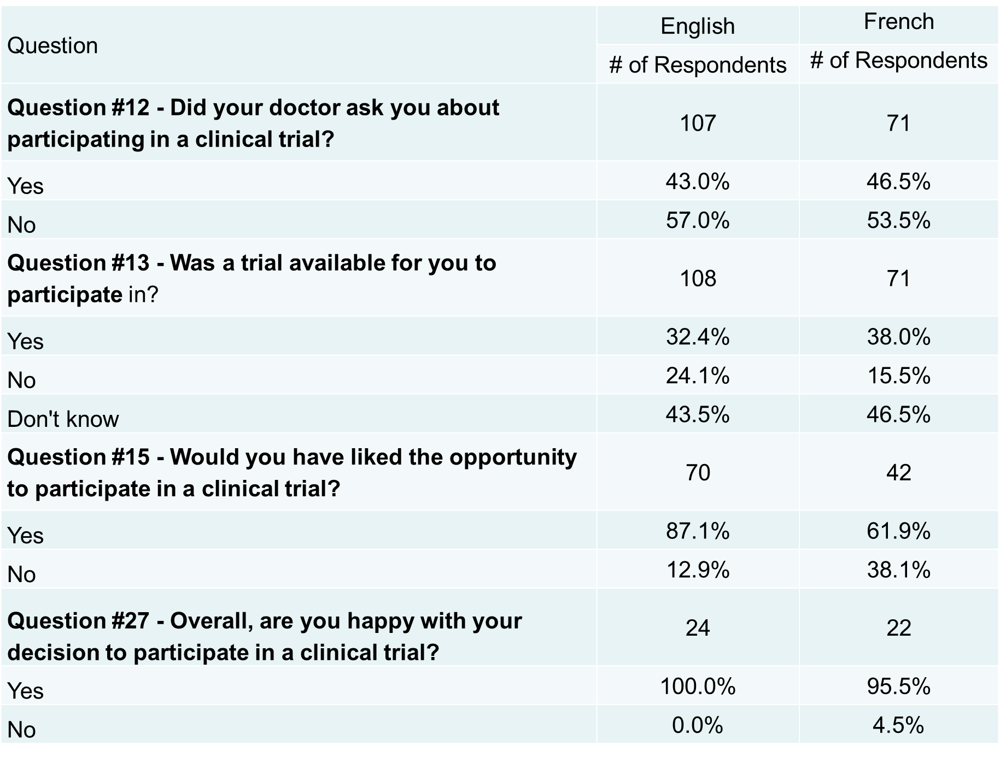 Question English French
# of Respondents # of Respondents
Question #12 - Did your doctor ask you about
participating in a clinical trial? 107 71
Yes 43.0% 46.5%
No 57.0% 53.5%
Question #13 - Was a trial available for you to
participate in? 108 71
Yes 32.4% 38.0%
No 24.1% 15.5%
Don't know 43.5% 46.5%
Question #15 - Would you have liked the opportunity
to participate in a clinical trial? 70 42
Yes 87.1% 61.9%
No 12.9% 38.1%
Question #27 - Overall, are you happy with your
decision to participate in a clinical trial? 24 22
Yes 100.0% 95.5%
No 0.0% 4.5%